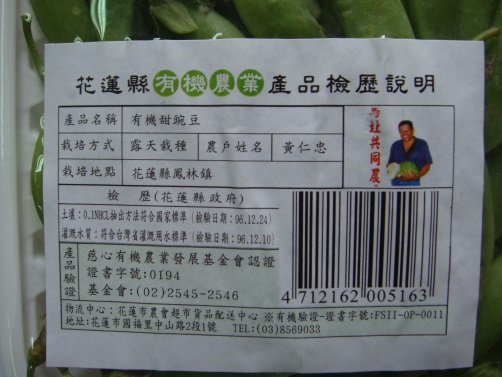 花蓮縣有機農業產品檢歷說明
產品名稱 有機甜豌豆
栽培方式 露天栽種 農戶姓名 黃仁忠
栽培地點 花蓮縣鳳林鎮
檢 歷(花蓮縣政府)
土壤:0.1NHCL抽出方法符合國家標準(檢驗日期:96.12.24)
灌溉水質:符合台灣省灌溉用水標準(檢驗日期:96.12.10)
產品驗證
慈心有機農業發展基金會認證
證書字號:0194
基金會:(02)2545-2546
社共同農
4 712162 005163
物流中心:花蓮市農會超市貨品配送中心 ※有機驗證-證書字號:FSII-OP-0011
地址:花蓮市國福里中山路2段1號 TEL:(03)8569033